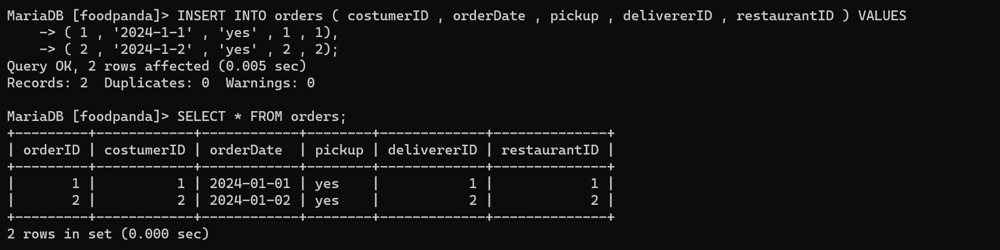 MariaDB [foodpanda]> INSERT INTO orders ( costumerID , orderDate , pickup , delivererID , restaurantID ) VALUES
    -> ( 1 , '2024-1-1' , 'yes' , 1 , 1),
    -> ( 2 , '2024-1-2' , 'yes' , 2 , 2);
Query OK, 2 rows affected (0.005 sec)
Records: 2  Duplicates: 0  Warnings: 0

MariaDB [foodpanda]> SELECT * FROM orders;
+---------+------------+------------+--------+-------------+--------------+
| orderID | costumerID | orderDate  | pickup | delivererID | restaurantID |
+---------+------------+------------+--------+-------------+--------------+
|       1 |          1 | 2024-01-01 | yes    |           1 |            1 |
|       2 |          2 | 2024-01-02 | yes    |           2 |            2 |
+---------+------------+------------+--------+-------------+--------------+
2 rows in set (0.000 sec)